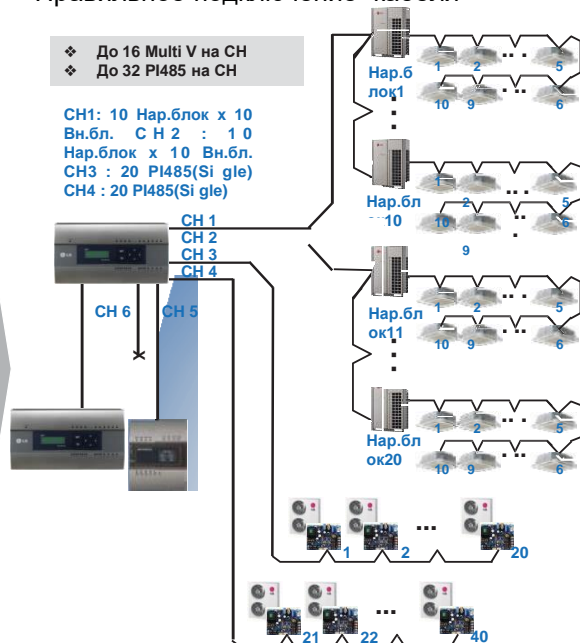 Правильное подключение кабеля
До 16 Multi V на CH
До 32 PI485 на CH
CH1: 10 Нар.блок x 10
Вн.бл. CH2 : 10
Нар.блок x 10 Вн.бл.
CH3 : 20 PI485(Si gle)
CH4 : 20 PI485(Si gle)
CH 1
CH 2
CH 3
CH 4
CH 6
CH 5
Нар.б
лок1
1 2 ... 5
10 9 6
Нар.бл
ок10
1 2 ... 5
10 9 ... 6
Нар.бл
ок11
1 2 ... 5
10 9 ... 6
Нар.бл
ок20
1 2 ... 5
10 9 ... 6
... 
1 2 20
...
21 22 40